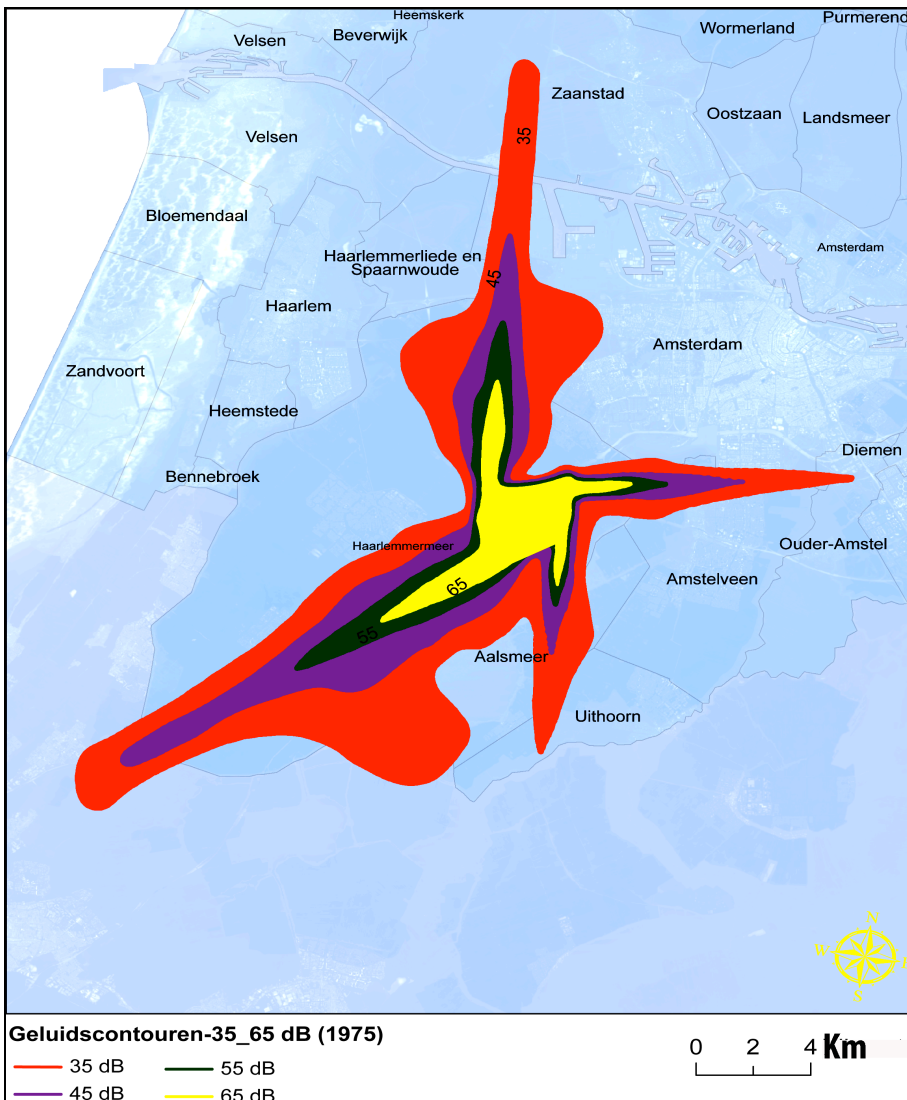 Heemskerk
Purmerend
Velsen
Beverwijk
Wormerland
Zaanstad
Oostzaan
Landsmeer
35
Velsen
Bloemendaal
Amsterdam
Haarlemmerliede en
Spaarnwoude
45
Haarlem
Amsterdam
Zandvoort
Heemstede
Diemen
Bennebroek
Haarlemmermeer
Ouder-Amstel
Amstelveen
65
55
Aalsmeer
Uithoorn
N
W
E
S
Geluidscontouren-35_65 dB (1975)
35 dB
55 dB
45 dB
65 dB
0 2 4 Km